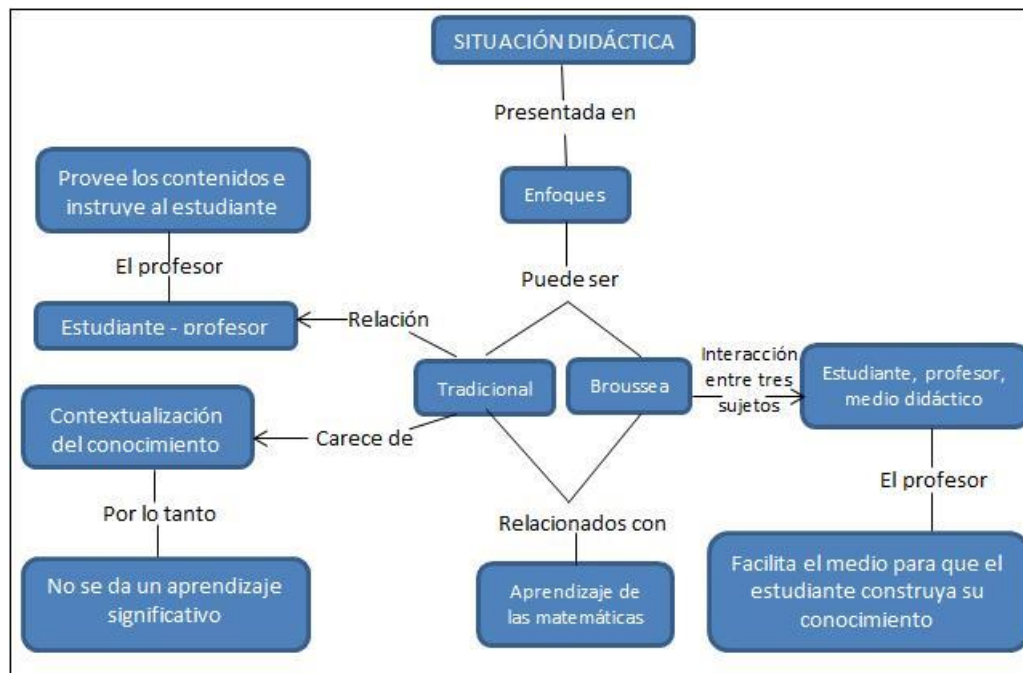 SITUACIÓN DIDÁCTICA
Presentada en
Enfoques
Puede ser
Provee los contenidos e
instruye al estudiante
El profesor
Estudiante - profesor
Relación
Tradicional
Broussea
Interacción
entre tres
sujetos
Estudiante, profesor,
medio didáctico
Contextualización
del conocimiento
Carece de
Por lo tanto
No se da un aprendizaje
significativo
Relacionados con
Aprendizaje de
las matemáticas
El profesor
Facilita el medio para que el
estudiante construya su
conocimiento